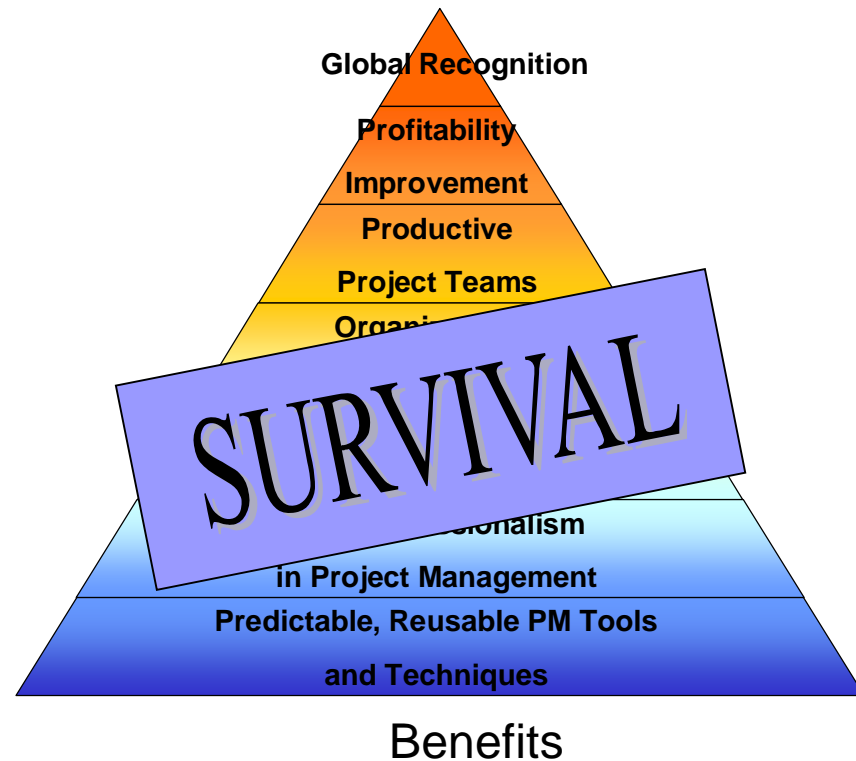 Global Recognition
Profitability
Improvement
Productive
Project Teams
SURVIVAL
in Project Management
Predictable, Reusable PM Tools
and Techniques
Benefits